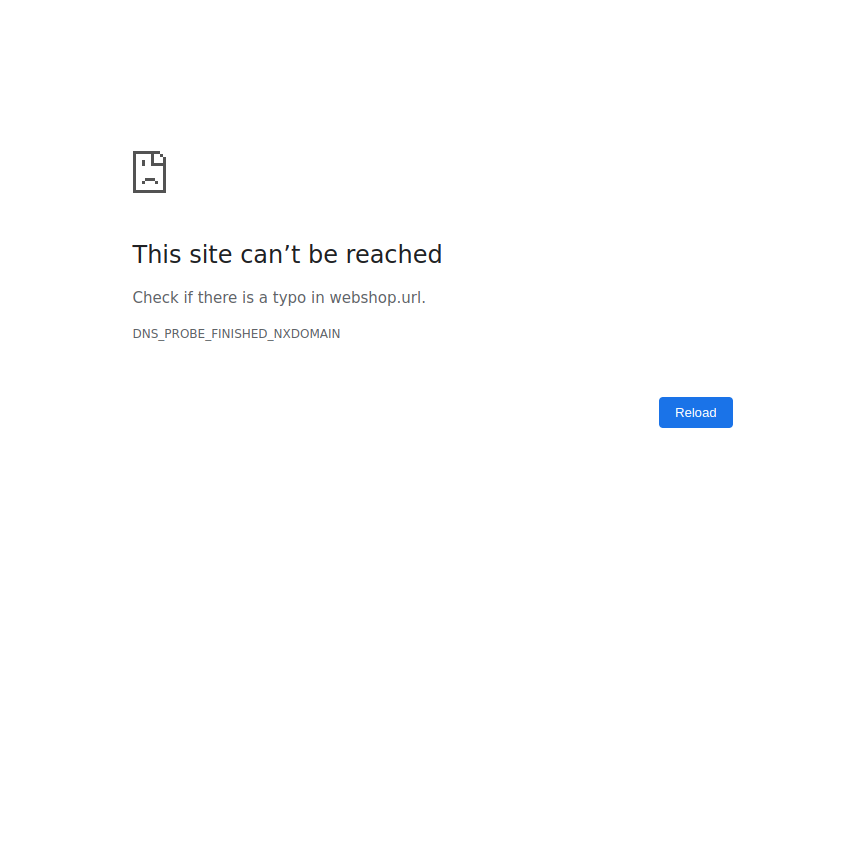 This site can’t be reached
Check if there is a typo in webshop.url.
DNS_PROBE_FINISHED_NXDOMAIN
Reload